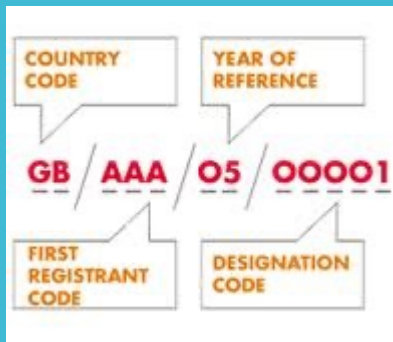 COUNTRY
CODE
YEAR OF
REFERENCE
GB/AAA/05/00001
FIRST
REGISTRANT
CODE
DESIGNATION
CODE